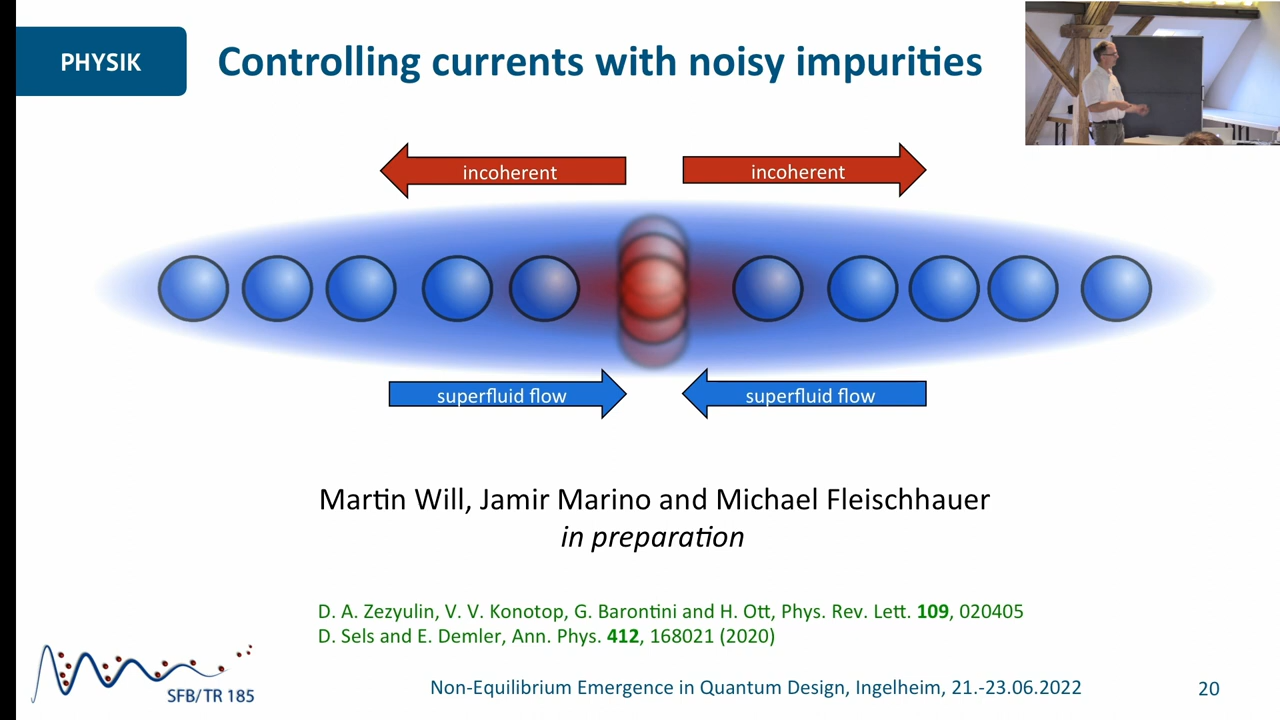 PHYSIK
Controlling currents with noisy impurities
incoherent
incoherent
superfluid flow
superfluid flow
Martin Will, Jamir Marino and Michael Fleischhauer
in preparation
D. A. Zezyulin, V. V. Konotop, G. Barontini and H. Ott, Phys. Rev. Lett. 109, 020405
D. Sels and E. Demler, Ann. Phys. 412, 168021 (2020)
SFB/TR 185
Non-Equilibrium Emergence in Quantum Design, Ingelheim, 21.-23.06.2022
20